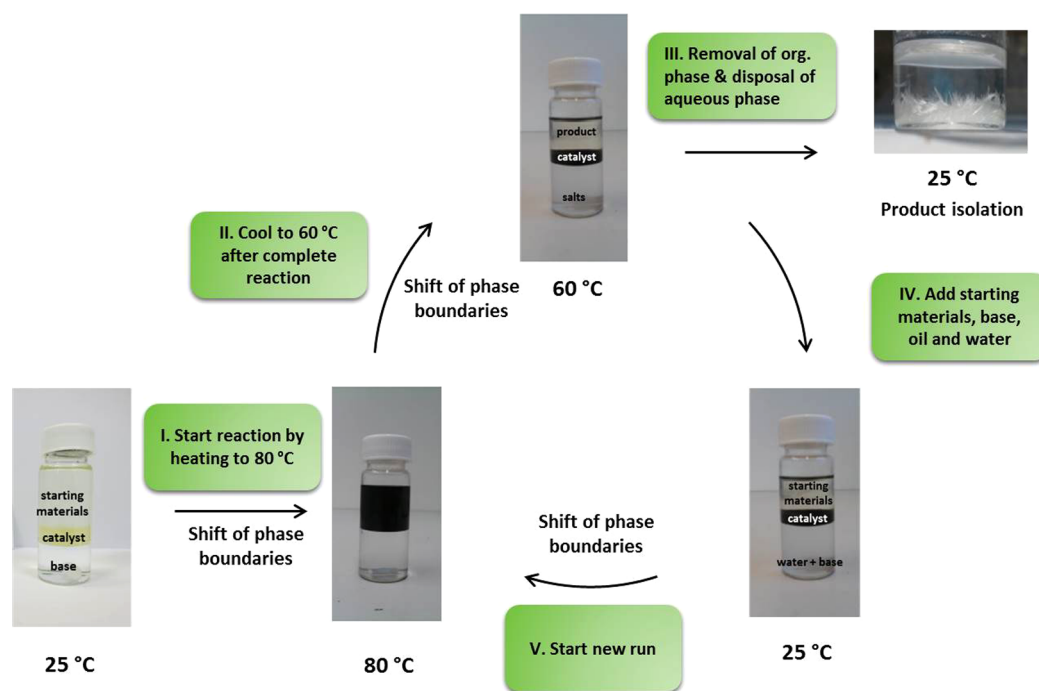 III. Removal of org.
phase & disposal of
aqueous phase
product
catalyst
salts
25 °C
Product isolation
II. Cool to 60 °C
after complete
reaction
Shift of phase
boundaries
60 °C
IV. Add starting
materials, base,
oil and water
I. Start reaction by
heating to 80 °C
starting
materials
catalyst
base
Shift of phase
boundaries
Shift of phase
boundaries
starting
materials
catalyst
water + base
V. Start new run
25 °C
80 °C
25 °C